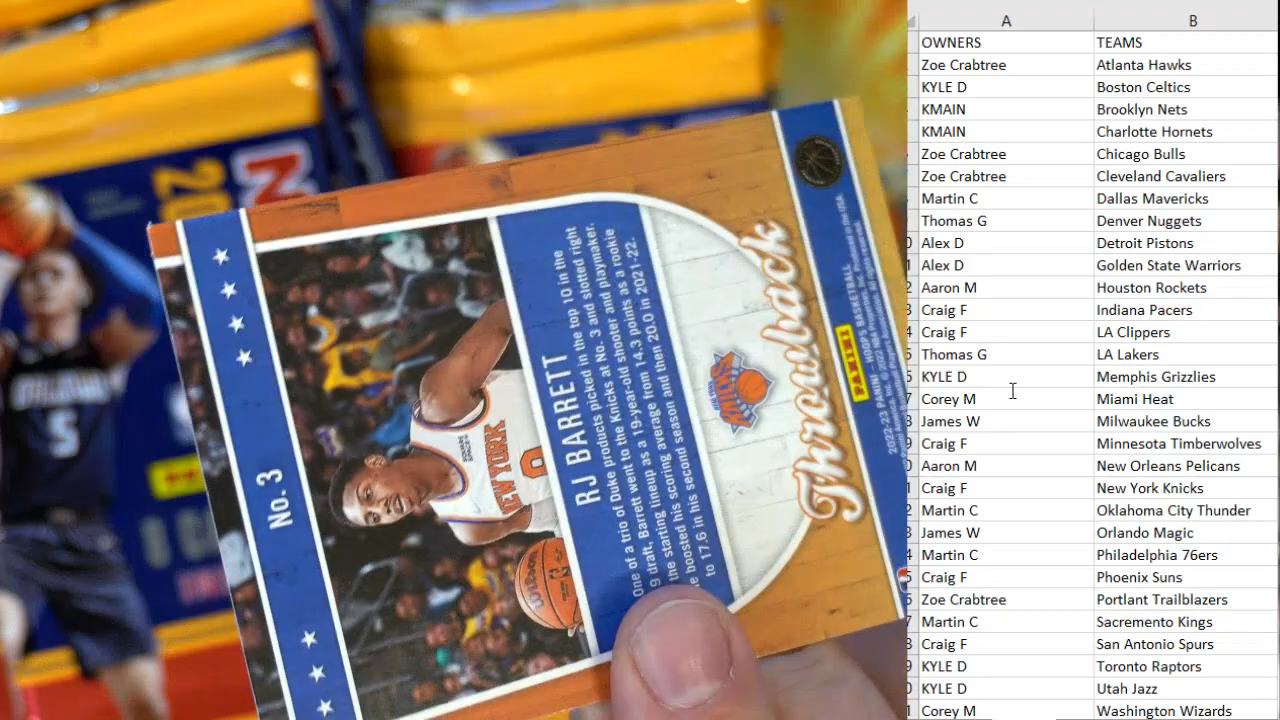 No. 3
RJ BARRETT
One of a trio of Duke products picked in the top 10 in the
draft, Barrett went to the Knicks at No. 3 and slotted right
the starting lineup as a 19-year-old shooter and playmaker.
boosted his scoring average from 14.3 points as a rookie
to 17.6 in his second season and then 20.0 in 2021-22.
NEW YORK
Wilson
KNICKS
Throwback
PANINI
2022-23 PANINI - HOOPS BASKETBALL
5
A B
OWNERS TEAMS
Zoe Crabtree Atlanta Hawks
KYLE D Boston Celtics
KMAIN Brooklyn Nets
KMAIN Charlotte Hornets
Zoe Crabtree Chicago Bulls
Zoe Crabtree Cleveland Cavaliers
Martin C Dallas Mavericks
Thomas G Denver Nuggets
Alex D Detroit Pistons
Alex D Golden State Warriors
Aaron M Houston Rockets
Craig F Indiana Pacers
Craig F LA Clippers
Thomas G LA Lakers
KYLE D Memphis Grizzlies
Corey M Miami Heat
James W Milwaukee Bucks
Craig F Minnesota Timberwolves
Aaron M New Orleans Pelicans
Craig F New York Knicks
Martin C Oklahoma City Thunder
James W Orlando Magic
Martin C Philadelphia 76ers
Craig F Phoenix Suns
Zoe Crabtree Portlant Trailblazers
Martin C Sacremento Kings
Craig F San Antonio Spurs
KYLE D Toronto Raptors
KYLE D Utah Jazz
Corey M Washington Wizards